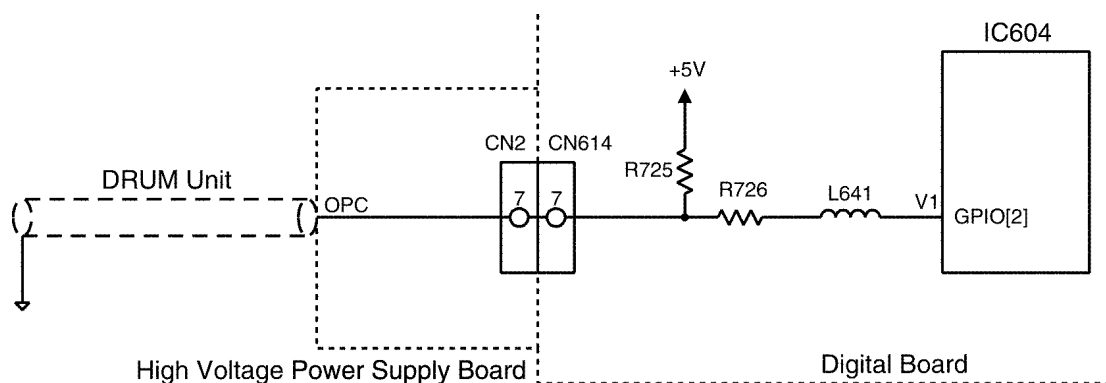 IC604
+5V
CN2
CN614
R725
R726
L641
V1
DRUM Unit
OPC
7
7
GPIO[2]
High Voltage Power Supply Board
Digital Board